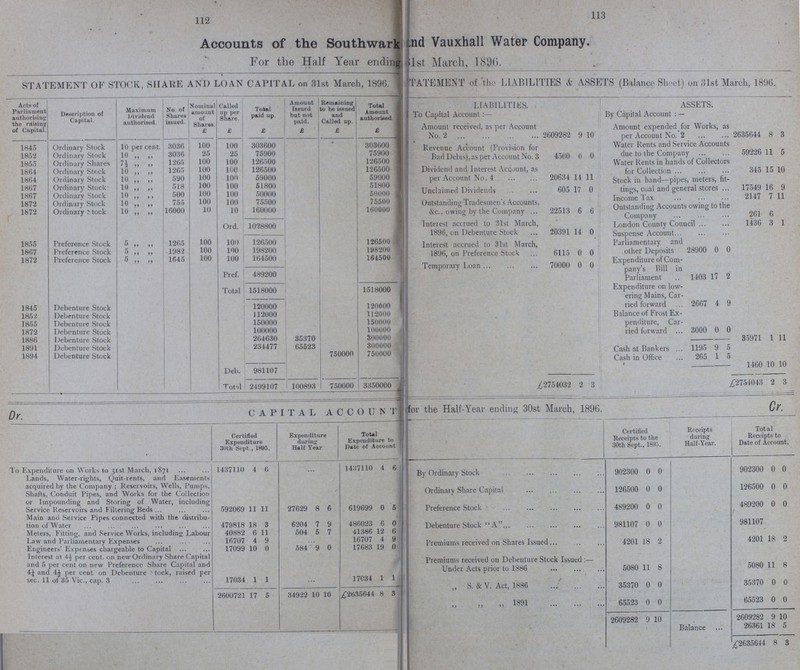 112
113
Accounts of the Southwark and Vauxhall Water Company.
For the Half Year ending 31st March, 1896.
STATEMENT OF STOCK, SHARE AND LOAN CAPITAL on 31st March, 1896.
Acts of Parliament authorising the raising of Capital. Description of Capital Maximum Dividend authorised. No. of Shares issued. Nominal amount of Shares. £ Called up per Share. £ Total paid up £ Amount Issued but not paid. £ Remaining to be issued and Called up. £ Total Amount authorised £
1845 Ordinary Stock 10 per cent. 3036 100 100 303600 303600
1852 Ordinary Stock 10 ,, ,, 3036 25 25 75900 75900
1855 Ordinary Shares 7½ ,, ,, 1265 100 100 126500 126500
1864 Ordinary Stock 10 ,, ,, 1265 100 100 126500 126500
1864 Ordinary Stock 10 ,, ,, 590 100 100 59000 59000
1867 Ordinary Stock 10 ,, ,, 518 100 100 51800 51800
1867 Ordinary Stock 10 ,, ,, 500 100 100 50000 50000
1872 Ordinary Stock 10 ,, ,, 755 100 100 75500 75500
1872 Ordinary Stock 10 ,, ,, 16000 10 10 160000 160000
Ord. 1028800
1855 Preference Stock 5 ,, ,, 1265 100 100 126500 126500
1867 Preference Stock 5 ,, ,, 1982 100 100 198200 198200
1872 Preference Stock 5 ,, ,, 1645 100 100 164500 164500
Pref. 489200
Total 1518000 1518000
1845 Debenture Stock 120000 120000
1852 Debenture Stock 112000 112000
1855 Debenture Stock 150000 150000
1872 Debenture Stock 100000 100000
1886 Debenture Stock 264630 35370 300000
1891 Debenture Stock 234477 65523 300000
1894 Debenture Stock 750000 750000
Deb. 981107
Total 2499107 100893 750000 3350000
STATEMENT of the LIABILITIES & ASSETS (Balance Sheet) on 31st March, 1896.
LIABILITIES.
To Capital Account :—
Amount received, as per Account No. 2 ... 2609282 9 10
Revenue Account (Provision for Bad Debts), as per Account No. 3 4500 0 0
Dividend and Interest Account, as per Account No. 4 20634 14 11
Unclaimed Dividends 605 17 0
Outstanding Tradesmen's Accounts, &c., owing by the Company ... 22513 6 6
Interest accrued to 31st March, 1896, on Debenture Stock 20391 14 0
Interest accrued to 31st March, 1896, on Preference Stock 6115 0 0
Temporary Loan ... 70000 0 0
£2754032 2 3
ASSETS.
By Capital Account :—
Amount expended for Works, as per Account No. 2 ... 2635644 8 3
Water Rents and Service Accounts due to the Company 59226 11 5
Water Rents in hands of Collectors for Collection ... 345 15 10
Stock in hand—pipes, meters, fittings, coal and general stores ... 17549 16 9
Income Tax 2147 7 11
Outstanding Accounts owing to the Company 261 6
London County Council ... 1436 3 1
Suspense Account...
Parliamentary and other Deposits 28900 0 0
Expenditure of Company's Bill in Parliament .. 1403 17 2
Expenditure on lowering Mains, Carried forward .. 2667 4 9
Balance of Frost Expenditure, Carried forward ... 3000 0 0
35971 1 11
Cash at Bankers ... 1195 9 5
Cash in Office ... 265 1 5
1460 10 10
£2754043 2 3
Dr. CAPITAL ACCOUNT for the Half-Year ending 30st March, 1896. Cr.
Certified Expenditure 30th Sept., 1895. Expenditure during Half Year Total Expenditure to Date of Account
To Expenditure on Works to 31st March, 1871 ... 1437110 4 6 ... 1437110 4 6
Lands, Water-rights, Quit-rents, and Easements acquired by the Company ; Reservoirs, Wells, Pumps, Shafts, Conduit Pipes, and Works for the Collection or Impounding and Storing of Water, including Service Reservoirs and Filtering Beds ... 592069 11 11 27629 8 6 619699 0 5
Main and Service Pipes connected with the distribution of Water 479818 18 3 6204 7 9 486023 6 0
Meters, Fitting, and Service Works, including Labour 40882 6 11 504 5 7 41386 12 6
Law and Parliamentary Expenses 16707 4 9 16707 4 9
Engineers' Expenses chargeable to Capital 17099 10 0 584 9 0 17683 19 0
Interest at 4½ per cent. on new Ordinary Share Capital and 5 per cent on new Preference Share Capital and 4½ and 4¼ per cent on Debenture Stock, raised per sec. 11 of 35 Vic., cap. 3 17034 1 1 ... 17034 1 1
2600721 17 5 34922 10 10 £2635644 8 3
Certified Receipts to the 30th Sept., 1895. Receipts during Half-Year. Total Receipts to Date of Account.
By Ordinary Stock 902300 0 0 902300 0 0
Ordinary Share Capital 126500 0 0 126500 0 0
Preference Stock 489200 0 0 489200 0 0
Debenture Stock "A"... 981107 0 0 981107
Premiums received on Shares Issued... 4201 18 2 4201 18 2
Premiums received on Debenture Stock Issued :—
Under Acts prior to 1886 5080 11 8 5080 11 8
,, S. & V. Act, 1886 35370 0 0 35370 0 0
,, ,, ,, 1891 65523 0 0 65523 0 0
2609282 9 10 2609282 9 10
Balance ... 26361 18 5
£2635644 8 3